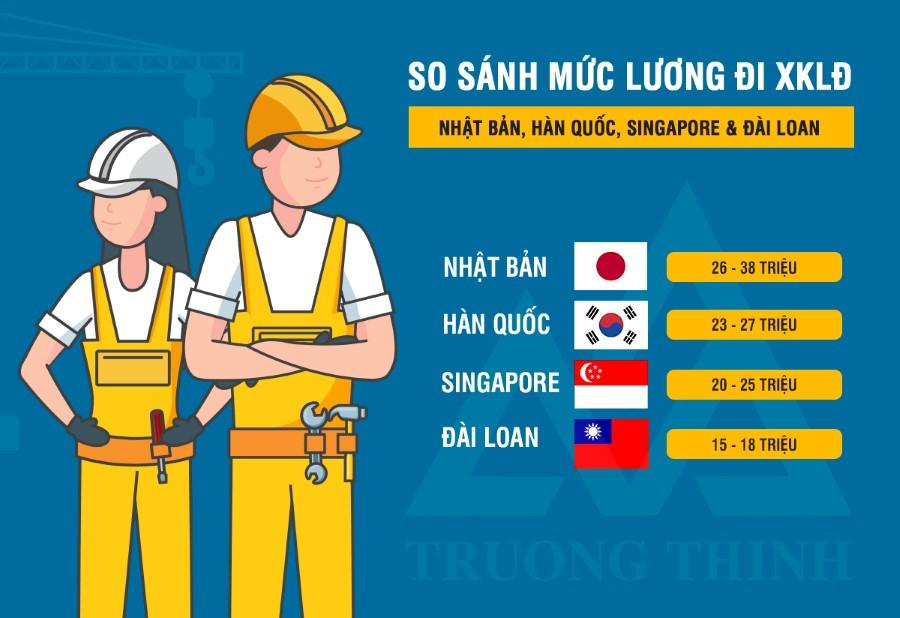 SO SÁNH MỨC LƯƠNG ĐI XKLĐ
NHẬT BẢN, HÀN QUỐC, SINGAPORE & ĐÀI LOAN
NHẬT BẢN 26 - 38 TRIỆU
HÀN QUỐC 23 - 27 TRIỆU
SINGAPORE 20 - 25 TRIỆU
ĐÀI LOAN 15 - 18 TRIỆU
TRUONG THINH